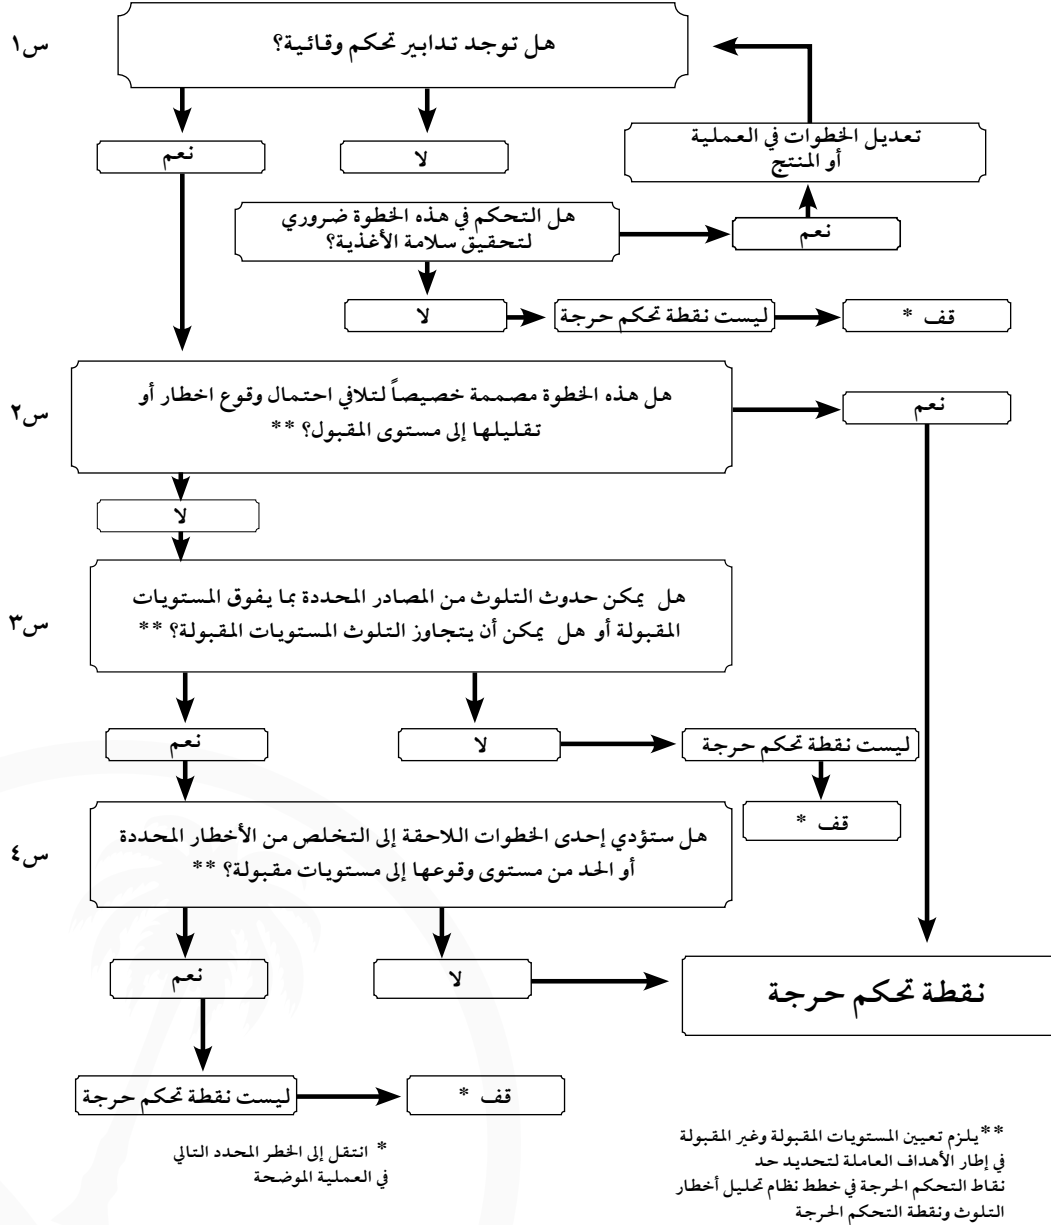 س١
هل توجد تدابير تحكم وقائية؟
نعم
لا
تعديل الخطوات في العملية
أو المنتج
هل التحكم في هذه الخطوة ضروري
لتحقيق سلامة الأغذية؟
نعم
لا
ليست نقطة تحكم حرجة
قف *
س٢
هل هذه الخطوة مصممة خصيصاً لتلافي احتمال وقوع اخطار أو
تقليلها إلى مستوى المقبول؟ **
نعم
لا
س٣
هل يمكن حدوث التلوث من المصادر المحددة بما يفوق المستويات
المقبولة أو هل يمكن أن يتجاوز التلوث المستويات المقبولة؟ **
نعم
لا
ليست نقطة تحكم حرجة
قف *
س٤
هل ستؤدي إحدى الخطوات اللاحقة إلى التخلص من الأخطار المحددة
أو الحد من مستوى وقوعها إلى مستويات مقبولة؟ **
نعم
لا
نقطة تحكم حرجة
ليست نقطة تحكم حرجة
قف *
* انتقل إلى الخطر المحدد التالي
في العملية الموضحة
**يلزم تعيين المستويات المقبولة وغير المقبولة
في إطار الأهداف العاملة لتحديد حد
نقاط التحكم الحرجة في خطط نظام تحليل أخطار
التلوث ونقطة التحكم الحرجة